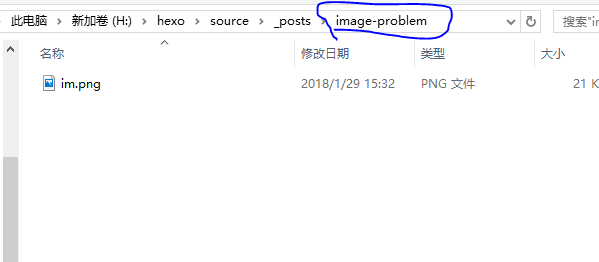 此电脑 > 新加卷 (H:) > hexo > source > _posts > image-problem 搜索"in
名称 修改日期 类型 大小
im.png 2018/1/29 15:32 PNG 文件 21 K